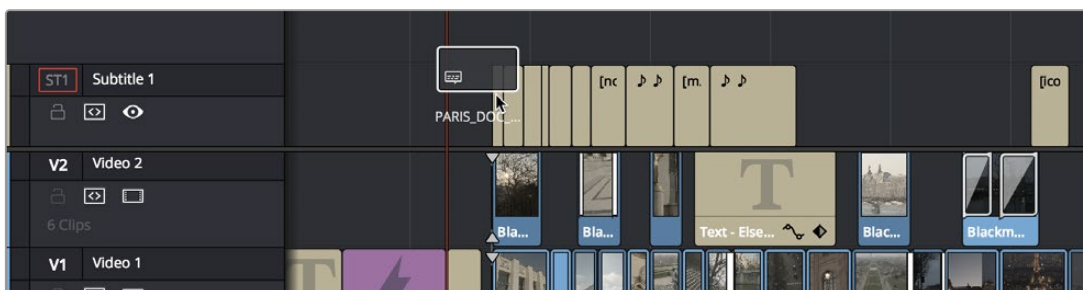 ST1 Subtitle 1
[nc ♪ ♪ [m. ♪ ♪ [ico
PARIS_DOC_...
V2 Video 2
6 Clips
Bla... Bla... Text - Else... Blac... Blackm...
V1 Video 1